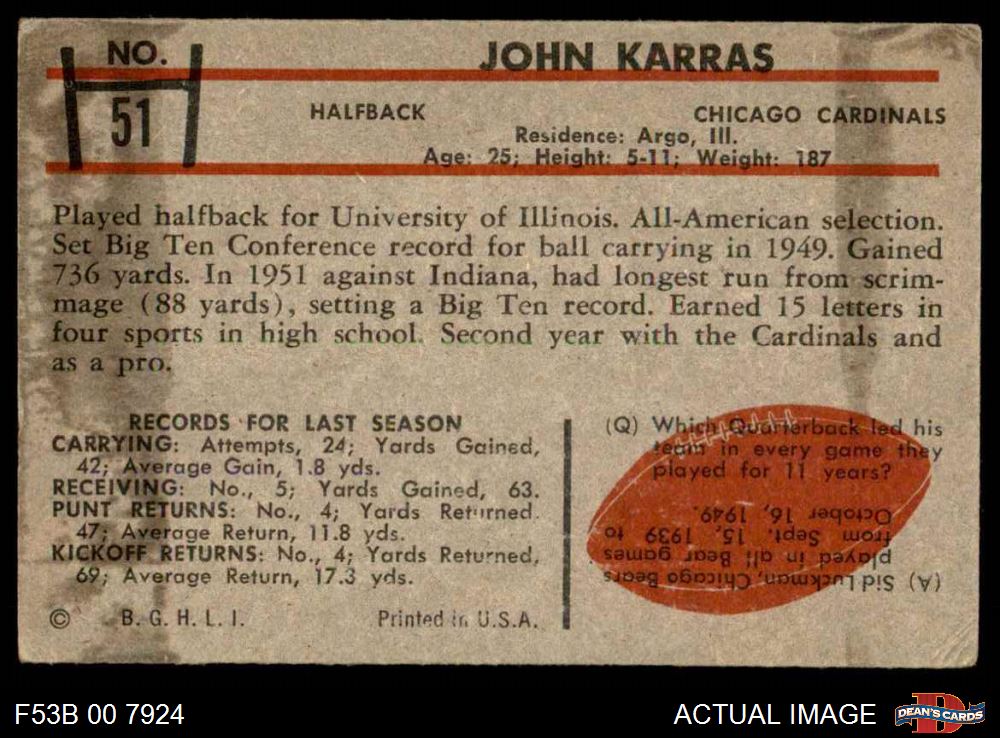 NO.
51
JOHN KARRAS
HALFBACK CHICAGO CARDINALS
Residence: Argo, Ill.
Age: 25; Height: 5-11; Weight: 187
Played halfback for University of Illinois. All-American selection.
Set Big Ten Conference record for ball carrying in 1949. Gained
736 yards. In 1951 against Indiana, had longest run from scrim-
mage (88 yards), setting a Big Ten record. Earned 15 letters in
four sports in high school. Second year with the Cardinals and
as a pro.
RECORDS FOR LAST SEASON
CARRYING: Attempts, 24; Yards Gained,
42; Average Gain, 1.8 yds.
RECEIVING: No., 5; Yards Gained, 63.
PUNT RETURNS: No., 4; Yards Returned.
47; Average Return, 11.8 yds.
KICKOFF RETURNS: No., 4; Yards Returned,
69; Average Return, 17.3 yds.
© B. G. H. L. I. Printed in U.S.A.
(Q) Which Quarterback led his
team in every game they
played for 11 years?
(A) Sid Luckman, Chicago Bears
played in all Bear games
from Sept. 15, 1939 to
October 16, 1949.
F53B 00 7924
ACTUAL IMAGE
DEAN'S CARDS